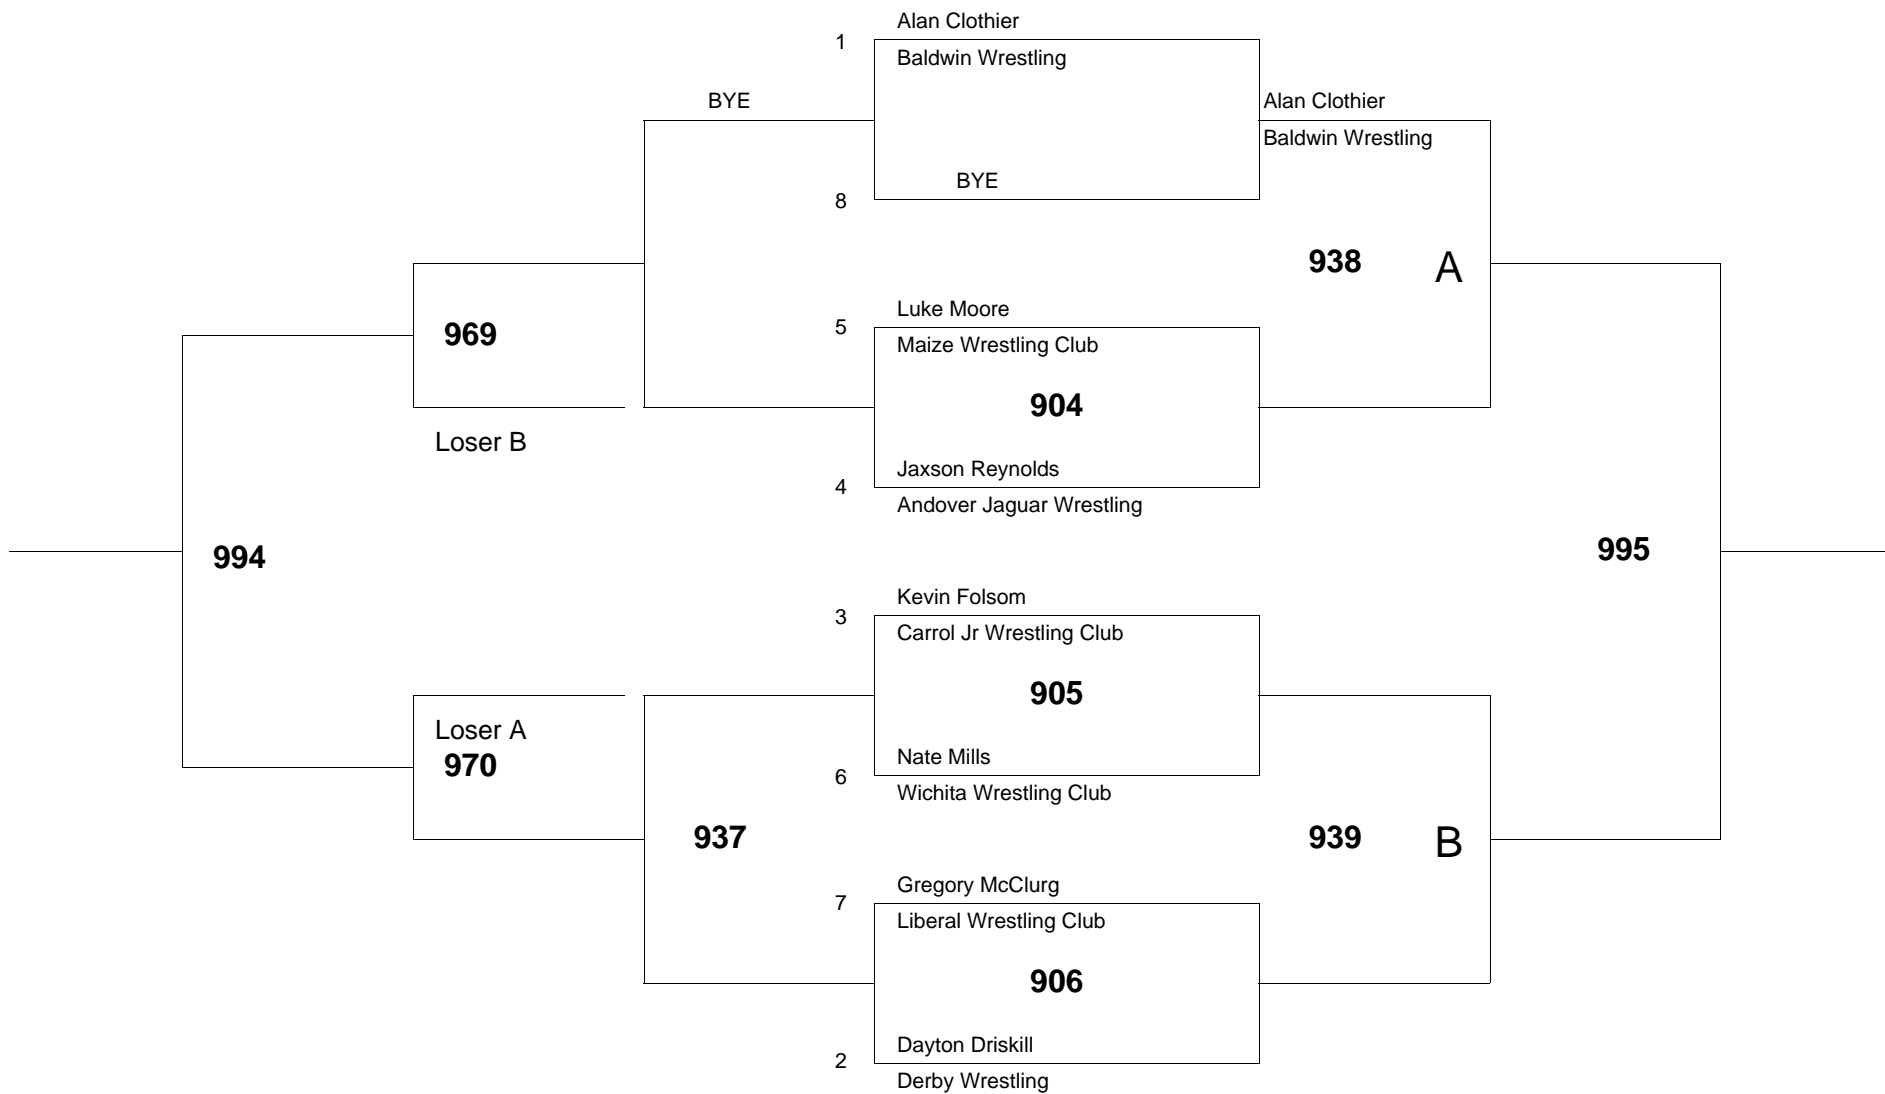 Alan Clothier
1
Baldwin Wrestling
BYE
Alan Clothier
Baldwin Wrestling
BYE
8
938
A
Luke Moore
5
969
Maize Wrestling Club
904
Loser B
Jaxson Reynolds
4
Andover Jaguar Wrestling
994
995
Kevin Folsom
3
Carrol Jr Wrestling Club
905
Loser A
970
Nate Mills
6
Wichita Wrestling Club
937
939
B
Gregory McClurg
7
Liberal Wrestling Club
906
Dayton Driskill
2
Derby Wrestling